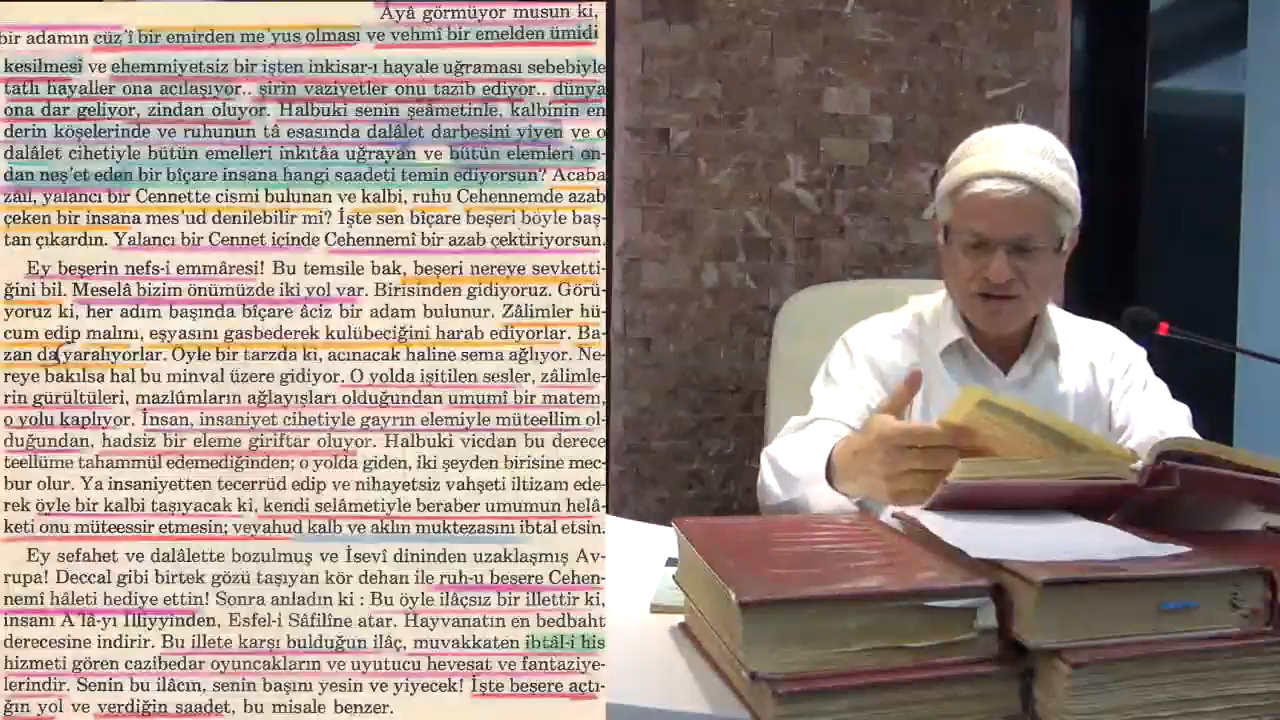 Âyâ görmüyor musun ki,
bir adamın cüz'î bir emirden me'yus olması ve vehmî bir emelden ümidi
kesilmesi ve ehemmiyetsiz bir işten inkisar-ı hayale uğraması sebebiyle
tatlı hayaller ona acılaşıyor.. şirin vaziyetler onu tazib ediyor.. dünya
ona dar geliyor, zindan oluyor. Halbuki senin şeâmetinle, kalbinin en
derin köşelerinde ve ruhunun tâ esasında dalâlet darbesini yiyen ve o
dalâlet cihetiyle bütün emelleri inkıtâa uğrayan ve bütün elemleri on-
dan neş'et eden bir bîçare insana hangi saadeti temin ediyorsun? Acaba
zâil, yalancı bir Cennette cismi bulunan ve kalbi, ruhu Cehennemde azab
çeken bir insana mes'ud denilebilir mi? İşte sen bîçare beşeri böyle baş-
tan çıkardın. Yalancı bir Cennet içinde Cehennemî bir azab çektiriyorsun.
Ey beşerin nefs-i emmâresi! Bu temsile bak, beşeri nereye sevketti-
ğini bil. Meselâ bizim önümüzde iki yol var. Birisinden gidiyoruz. Görü-
yoruz ki, her adım başında bîçare âciz bir adam bulunur. Zâlimler hü-
cum edip malını, eşyasını gasbederek kulübeciğini harab ediyorlar. Ba-
zan da yaralıyorlar. Öyle bir tarzda ki, acınacak haline sema ağlıyor. Ne-
reye bakılsa hal bu minval üzere gidiyor. O yolda işitilen sesler, zâlimle-
rin gürültüleri, mazlûmların ağlayışları olduğundan umumî bir matem,
o yolu kaplıyor. İnsan, insaniyet cihetiyle gayrın elemiyle müteellim ol-
duğundan, hadsiz bir eleme giriftar oluyor. Halbuki vicdan bu derece
teellüme tahammül edemediğinden; o yolda giden, iki şeyden birisine mec-
bur olur. Ya insaniyetten tecerrüd edip ve nihayetsiz vahşeti iltizam ede-
rek öyle bir kalbi taşıyacak ki, kendi selâmetiyle beraber umumun helâ-
keti onu müteessir etmesin; veyahud kalb ve aklın muktezasını ibtal etsin.
Ey sefahet ve dalâlette bozulmuş ve İsevî dininden uzaklaşmış Av-
rupa! Deccal gibi birtek gözü taşıyan kör dehan ile ruh-u beşere Cehen-
nemî hâleti hediye ettin! Sonra anladın ki : Bu öyle ilâçsız bir illettir ki,
insanı A'lâ-yı İlliyyînden, Esfel-i Sâfilîne atar. Hayvanatın en bedbaht
derecesine indirir. Bu illete karşı bulduğun ilâç, muvakkaten ibtâl-i his
hizmeti gören cazibedar oyuncakların ve uyutucu hevesat ve fantaziye-
lerindir. Senin bu ilâcın, senin başını yesin ve yiyecek! İşte beşere açtı-
ğın yol ve verdiğin saadet, bu misale benzer.